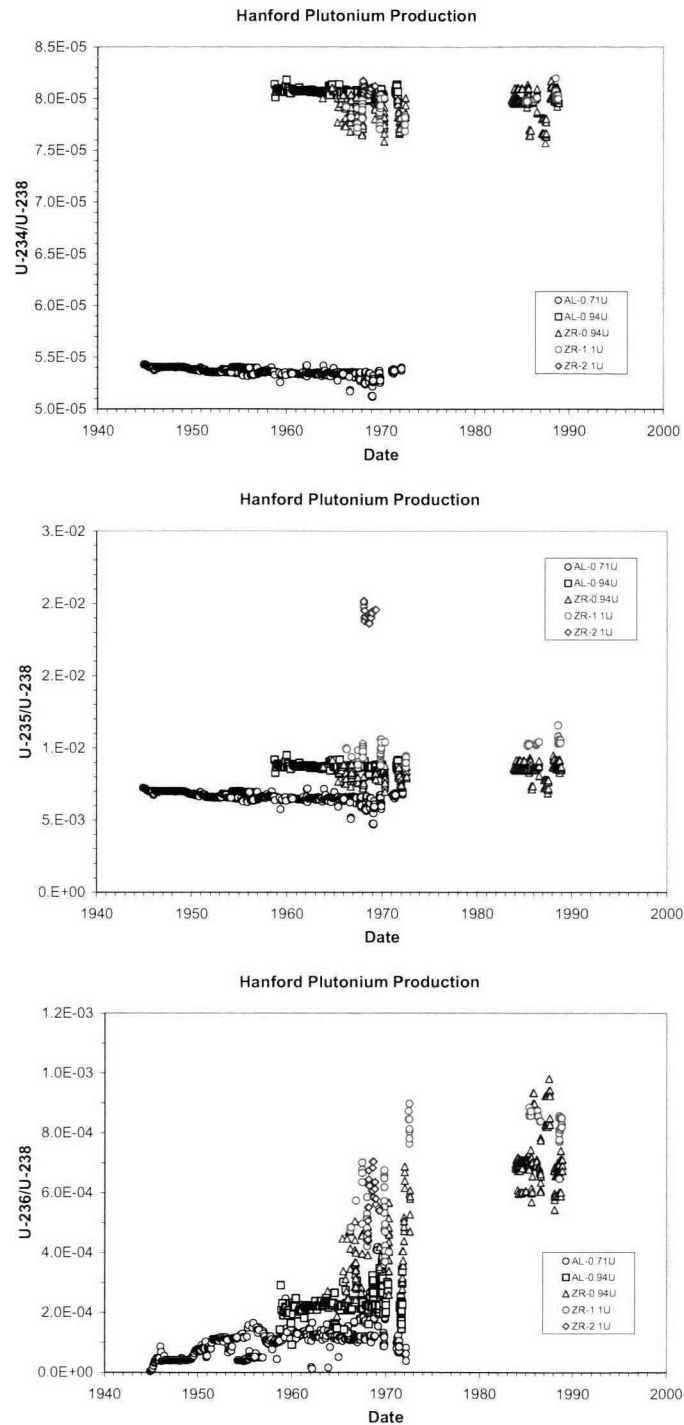 Hanford Plutonium Production
8.5E-05
8.0E-05
7.5E-05
7.0E-05
6.5E-05
6.0E-05
5.5E-05
5.0E-05
U-234/U-238
AL-0.71U
AL-0.94U
ZR-0.94U
ZR-1.1U
ZR-2.1U
1940 1950 1960 1970 1980 1990 2000
Date
Hanford Plutonium Production
3.E-02
2.E-02
2.E-02
1.E-02
5.E-03
0.E+00
U-235/U-238
AL-0.71U
AL-0.94U
ZR-0.94U
ZR-1.1U
ZR-2.1U
1940 1950 1960 1970 1980 1990 2000
Date
Hanford Plutonium Production
1.2E-03
1.0E-03
8.0E-04
6.0E-04
4.0E-04
2.0E-04
0.0E+00
U-236/U-238
AL-0.71U
AL-0.94U
ZR-0.94U
ZR-1.1U
ZR-2.1U
1940 1950 1960 1970 1980 1990 2000
Date